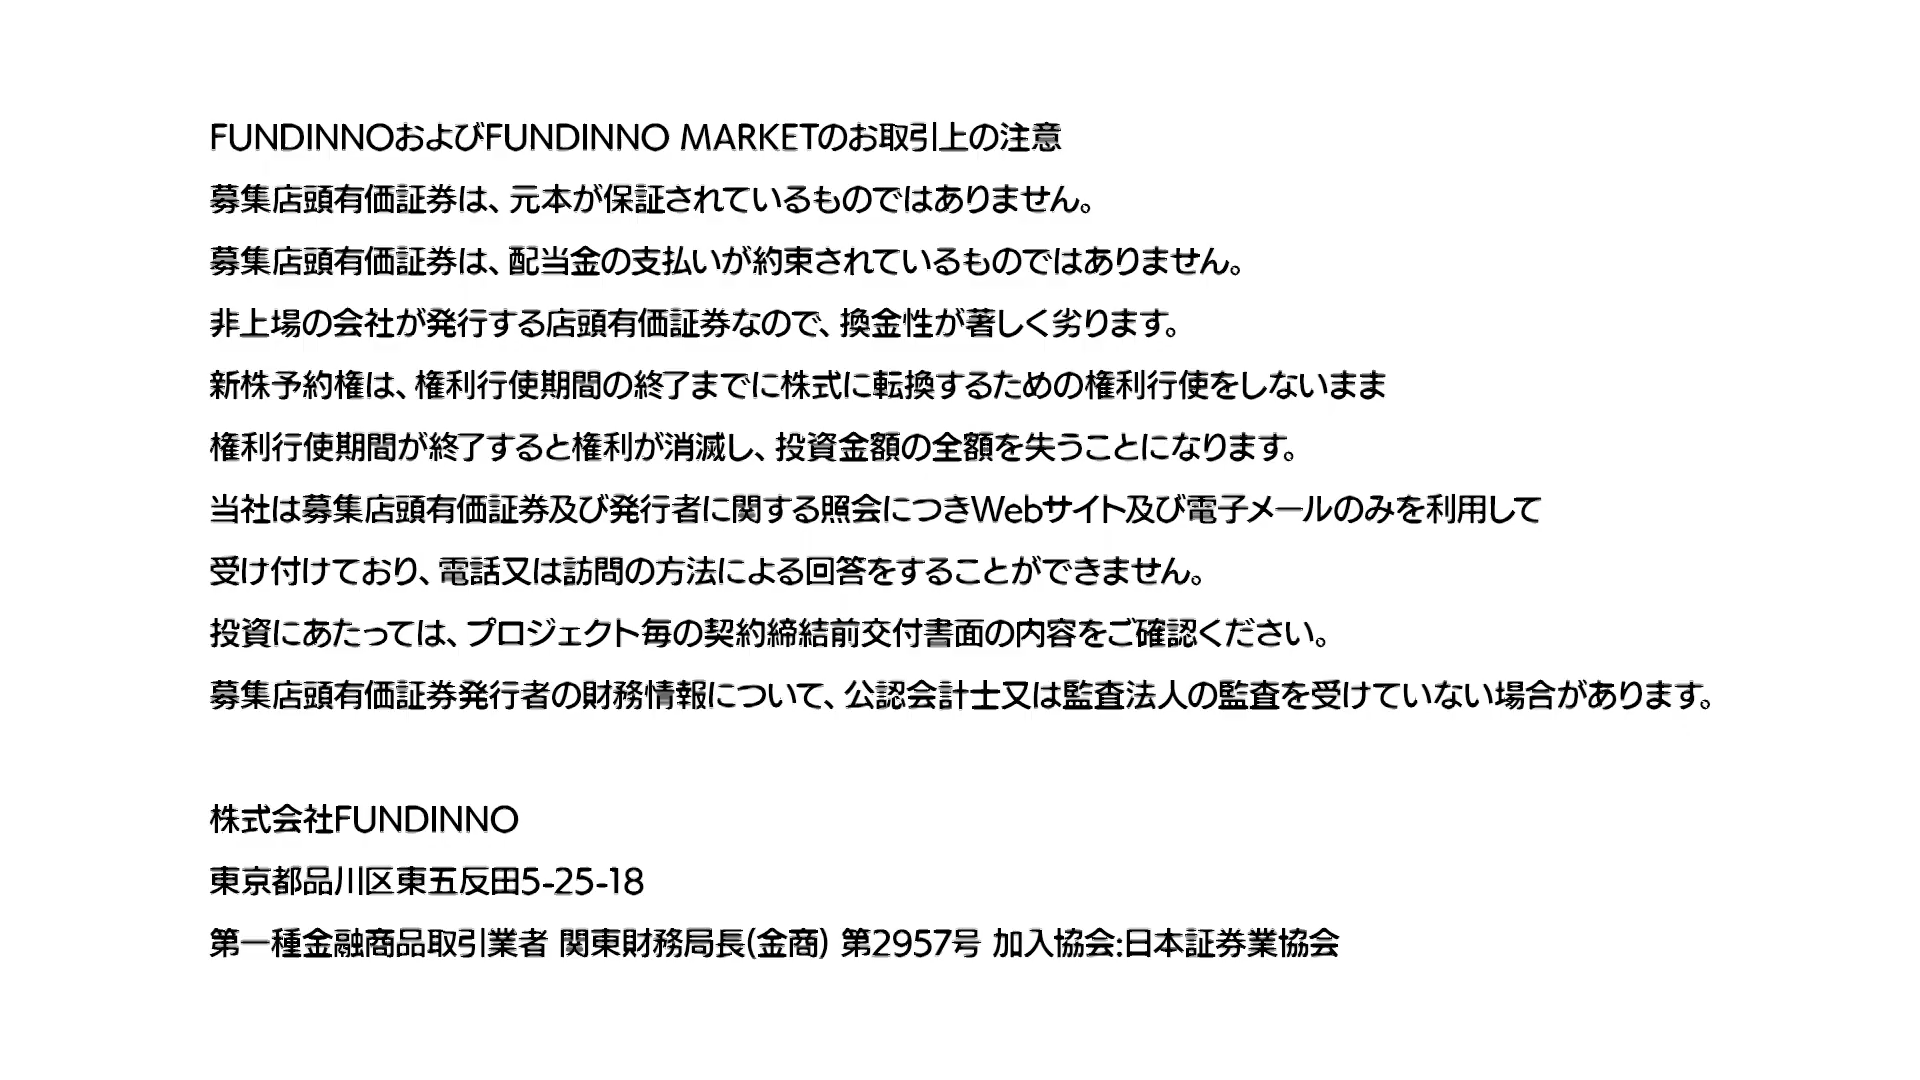 FUNDINNOおよびFUNDINNO MARKETのお取引上の注意
募集店頭有価証券は、元本が保証されているものではありません。
募集店頭有価証券は、配当金の支払いが約束されているものではありません。
非上場の会社が発行する店頭有価証券なので、換金性が著しく劣ります。
新株予約権は、権利行使期間の終了までに株式に転換するための権利行使をしないまま
権利行使期間が終了すると権利が消滅し、投資金額の全額を失うことになります。
当社は募集店頭有価証券及び発行者に関する照会につきWebサイト及び電子メールのみを利用して
受け付けており、電話又は訪問の方法による回答をすることができません。
投資にあたっては、プロジェクト毎の契約締結前交付書面の内容をご確認ください。
募集店頭有価証券発行者の財務情報について、公認会計士又は監査法人の監査を受けていない場合があります。
株式会社FUNDINNO
東京都品川区東五反田5-25-18
第一種金融商品取引業者 関東財務局長(金商) 第2957号 加入協会:日本証券業協会